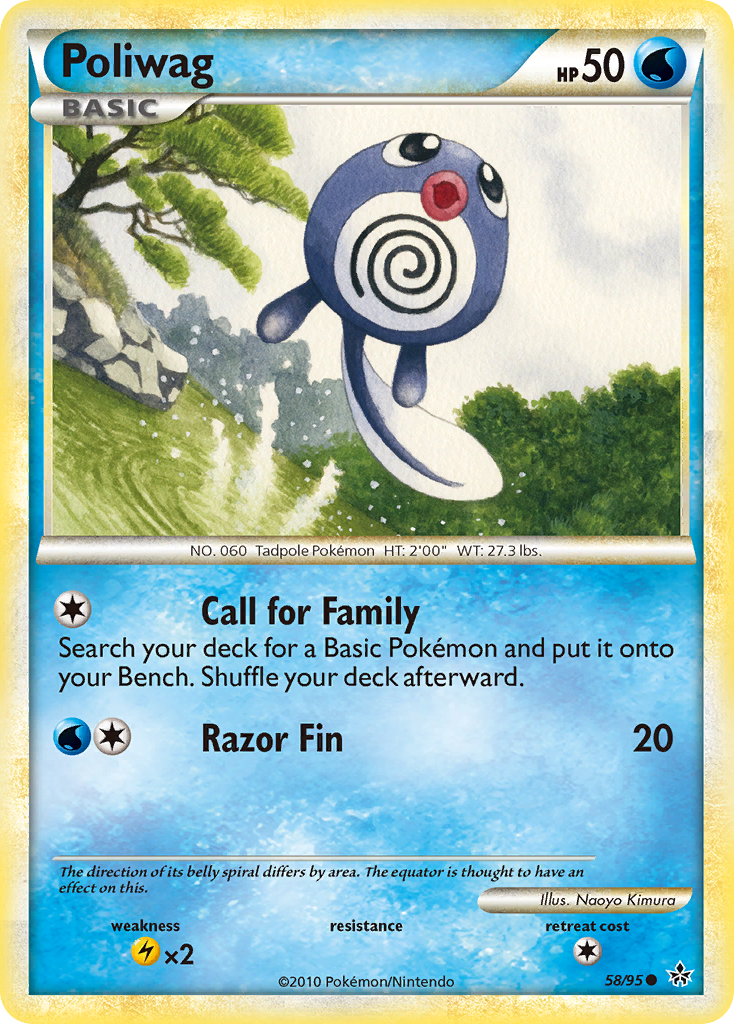 Poliwag
HP 50
BASIC
NO. 060 Tadpole Pokémon HT: 2'00" WT: 27.3 lbs.
Call for Family
Search your deck for a Basic Pokémon and put it onto
your Bench. Shuffle your deck afterward.
Razor Fin 20
The direction of its belly spiral differs by area. The equator is thought to have an
effect on this.
Illus. Naoyo Kimura
weakness resistance retreat cost
×2
©2010 Pokémon/Nintendo
58/95